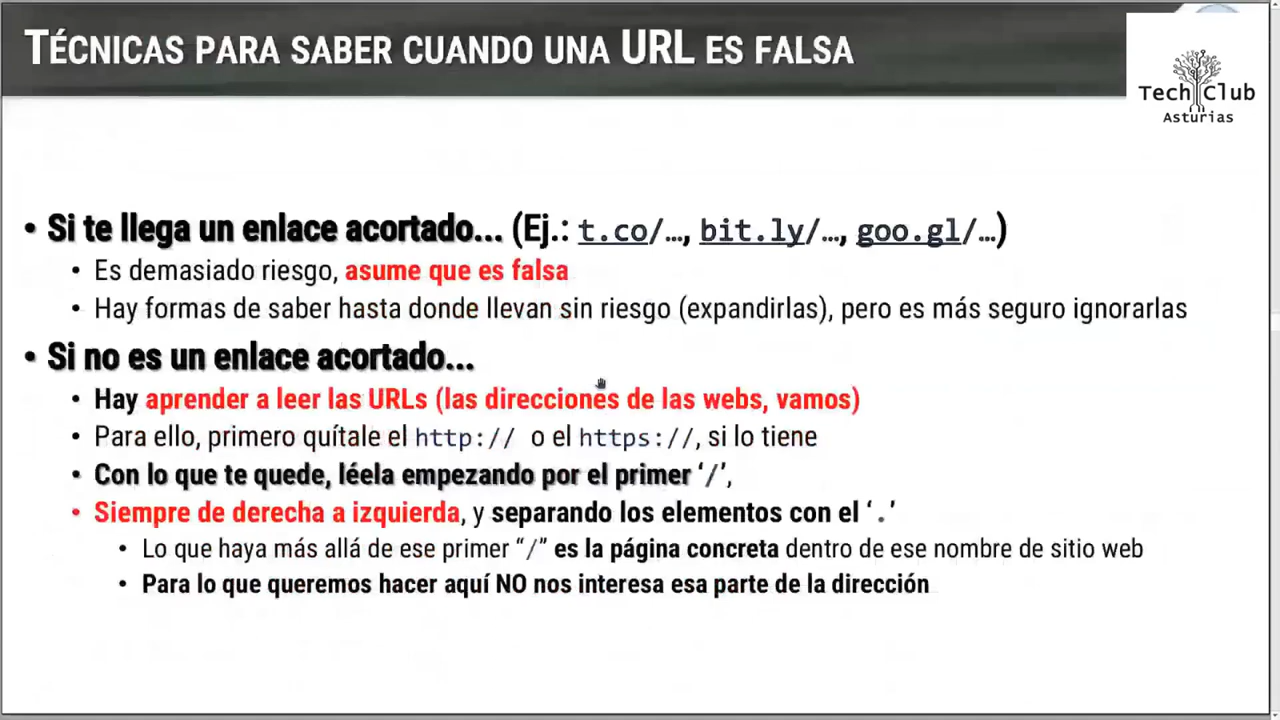 TÉCNICAS PARA SABER CUANDO UNA URL ES FALSA
Tech Club
Asturias
• Si te llega un enlace acortado... (Ej.: t.co/…, bit.ly/…, goo.gl/…)
• Es demasiado riesgo, asume que es falsa
• Hay formas de saber hasta donde llevan sin riesgo (expandirlas), pero es más seguro ignorarlas
• Si no es un enlace acortado...
• Hay aprender a leer las URLs (las direcciones de las webs, vamos)
• Para ello, primero quítale el http:// o el https://, si lo tiene
• Con lo que te quede, léela empezando por el primer ‘/’,
• Siempre de derecha a izquierda, y separando los elementos con el ‘.’
• Lo que haya más allá de ese primer “/” es la página concreta dentro de ese nombre de sitio web
• Para lo que queremos hacer aquí NO nos interesa esa parte de la dirección